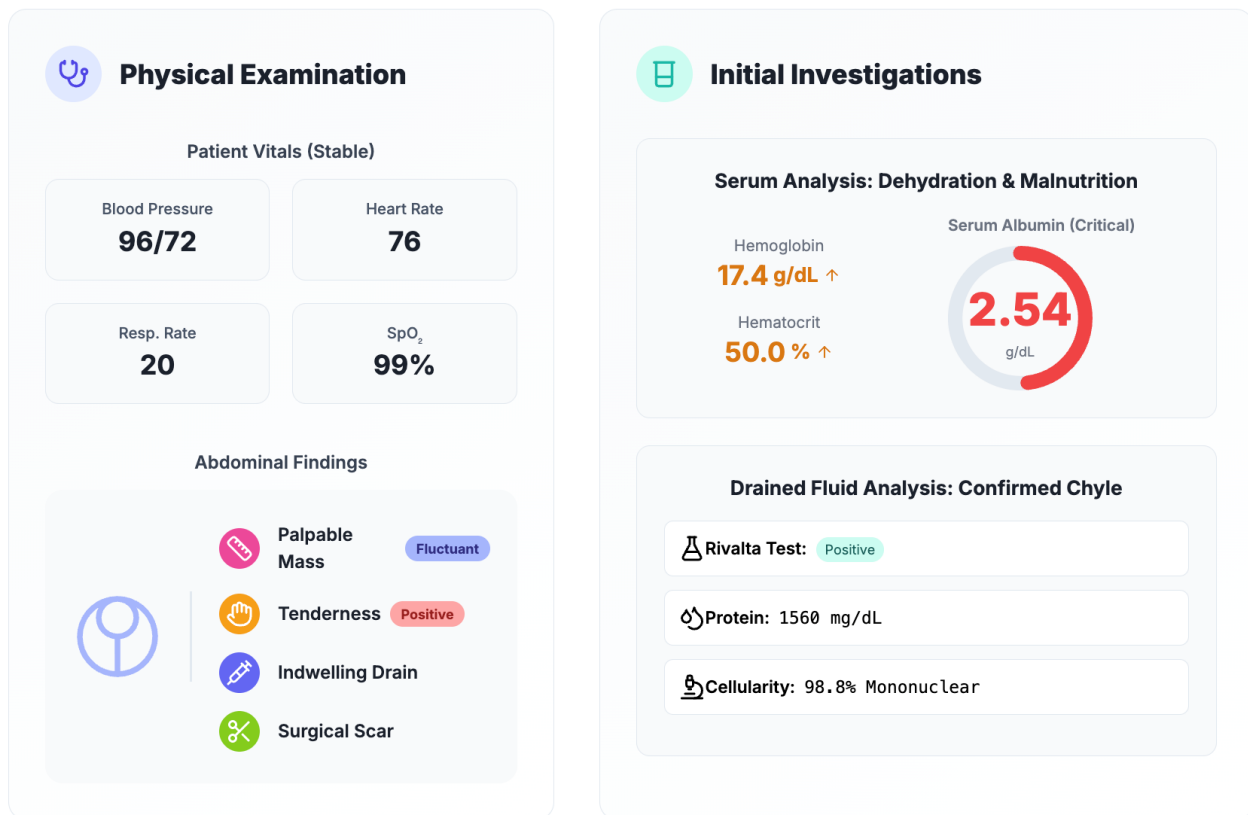 Physical Examination
Patient Vitals (Stable)
Blood Pressure
96/72
Heart Rate
76
Resp. Rate
20
SpO₂
99%
Abdominal Findings
Palpable
Mass
Fluctuant
Tenderness Positive
Indwelling Drain
Surgical Scar
Initial Investigations
Serum Analysis: Dehydration & Malnutrition
Hemoglobin
17.4 g/dL ↑
Hematocrit
50.0 % ↑
Serum Albumin (Critical)
2.54
g/dL
Drained Fluid Analysis: Confirmed Chyle
Rivalta Test: Positive
Protein: 1560 mg/dL
Cellularity: 98.8% Mononuclear